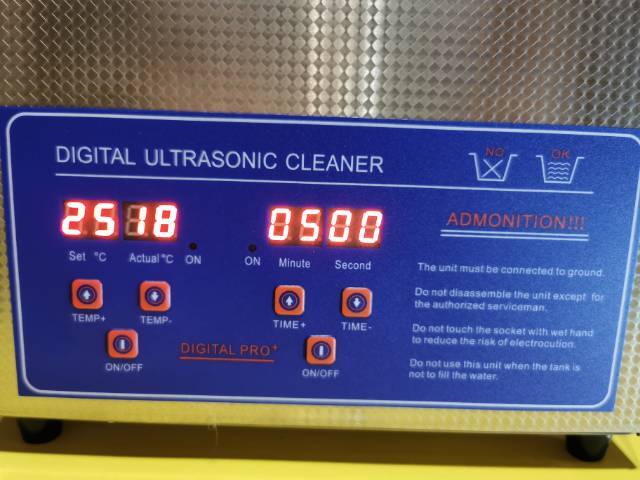 DIGITAL ULTRASONIC CLEANER
NO
OK
25 18
0500
Set °C
Actual°C
ON
ON
Minute
Second
TEMP+
TEMP-
TIME+
TIME-
ON/OFF
DIGITAL PRO+
ON/OFF
ADMONITION!!!
The unit must be connected to ground.
Do not disassemble the unit except for
the authorized serviceman.
Do not touch the socket with wet hand
to reduce the risk of electrocution.
Do not use this unit when the tank is
not to fill the water.